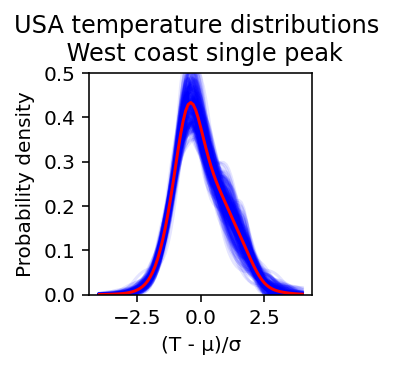 USA temperature distributions
West coast single peak
Probability density
0.5
0.4
0.3
0.2
0.1
0.0
−2.5 0.0 2.5
(T - μ)/σ